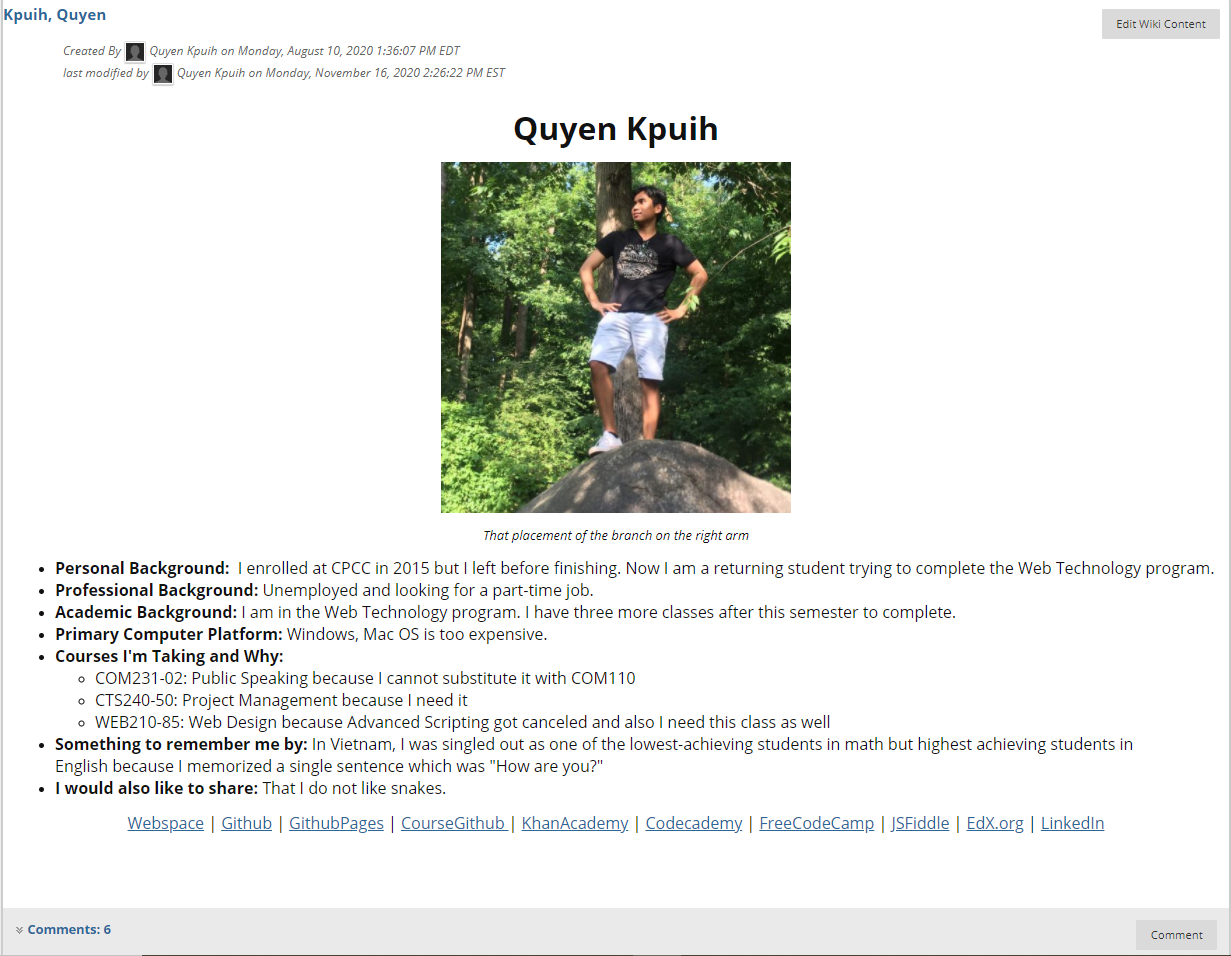 Kpuih, Quyen
Edit Wiki Content
Created By Quyen Kpuih on Monday, August 10, 2020 1:36:07 PM EDT
last modified by Quyen Kpuih on Monday, November 16, 2020 2:26:22 PM EST
Quyen Kpuih
That placement of the branch on the right arm
• Personal Background:  I enrolled at CPCC in 2015 but I left before finishing. Now I am a returning student trying to complete the Web Technology program.
• Professional Background: Unemployed and looking for a part-time job.
• Academic Background: I am in the Web Technology program. I have three more classes after this semester to complete.
• Primary Computer Platform: Windows, Mac OS is too expensive.
• Courses I'm Taking and Why:
◦ COM231-02: Public Speaking because I cannot substitute it with COM110
◦ CTS240-50: Project Management because I need it
◦ WEB210-85: Web Design because Advanced Scripting got canceled and also I need this class as well
• Something to remember me by: In Vietnam, I was singled out as one of the lowest-achieving students in math but highest achieving students in
English because I memorized a single sentence which was "How are you?"
• I would also like to share: That I do not like snakes.
Webspace | Github | GithubPages | CourseGithub | KhanAcademy | Codecademy | FreeCodeCamp | JSFiddle | EdX.org | LinkedIn
Comments: 6
Comment